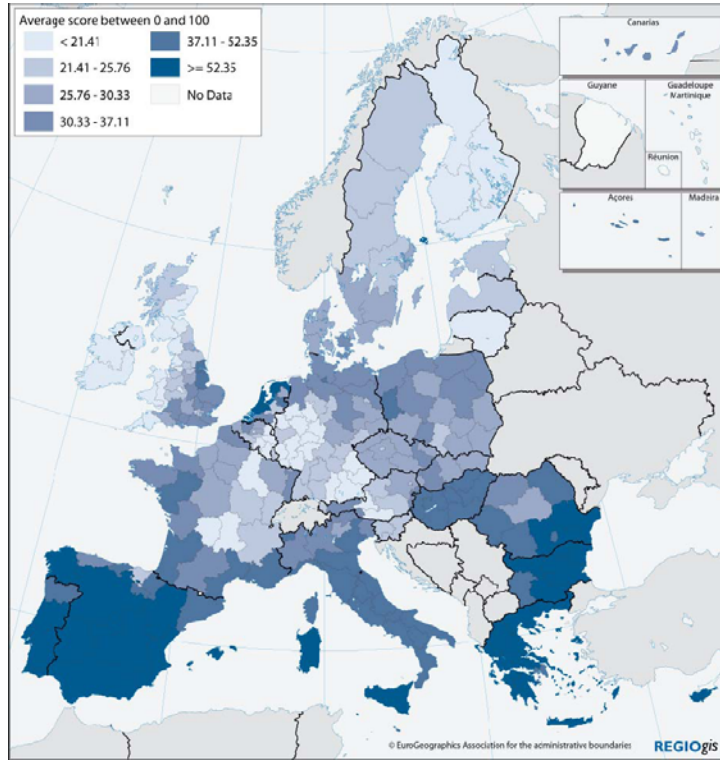 Average score between 0 and 100
< 21.41
21.41 - 25.76
25.76 - 30.33
30.33 - 37.11
37.11 - 52.35
>= 52.35
No Data
Canarias
Guyane
Guadeloupe
Martinique
Réunion
Açores
Madeira
© EuroGeographics Association for the administrative boundaries
REGIOgis